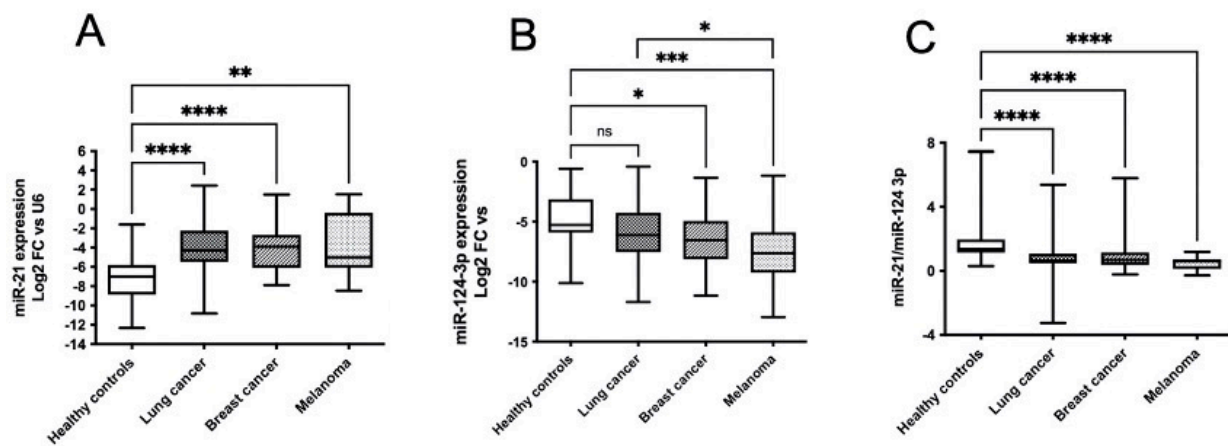 A
**
****
****
miR-21 expression
Log2 FC vs U6
6
4
2
0
-2
-4
-6
-8
-10
-12
-14
Healthy controls
Lung cancer
Breast cancer
Melanoma
B
*
***
*
ns
miR-124-3p expression
Log2 FC vs
0
-5
-10
-15
Healthy controls
Lung cancer
Breast cancer
Melanoma
C
****
****
****
miR-21/miR-124 3p
8
4
0
-4
Healthy controls
Lung cancer
Breast cancer
Melanoma